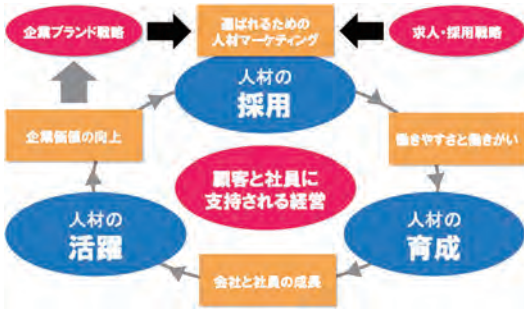 企業ブランド戦略
選ばれるための
人材マーケティング
求人・採用戦略
人材の
採用
企業価値の向上
働きやすさと働きがい
顧客と社員に
支持される経営
人材の
活躍
人材の
育成
会社と社員の成長